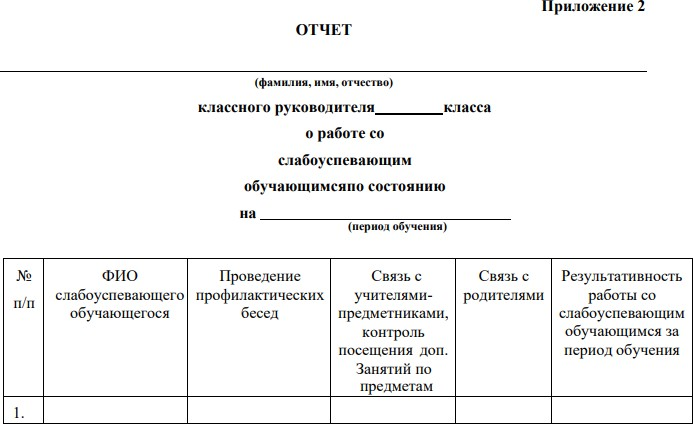 Приложение 2
ОТЧЕТ
(фамилия, имя, отчество)
классного руководителя________класса
о работе со
слабоуспевающим
обучающимсяпо состоянию
на ______________________________
(период обучения)
№
п/п
ФИО
слабоуспевающего
обучающегося
Проведение
профилактических
бесед
Связь с
учителями-
предметниками,
контроль
посещения доп.
Занятий по
предметам
Связь с
родителями
Результативность
работы со
слабоуспевающим
обучающимся за
период обучения
1.